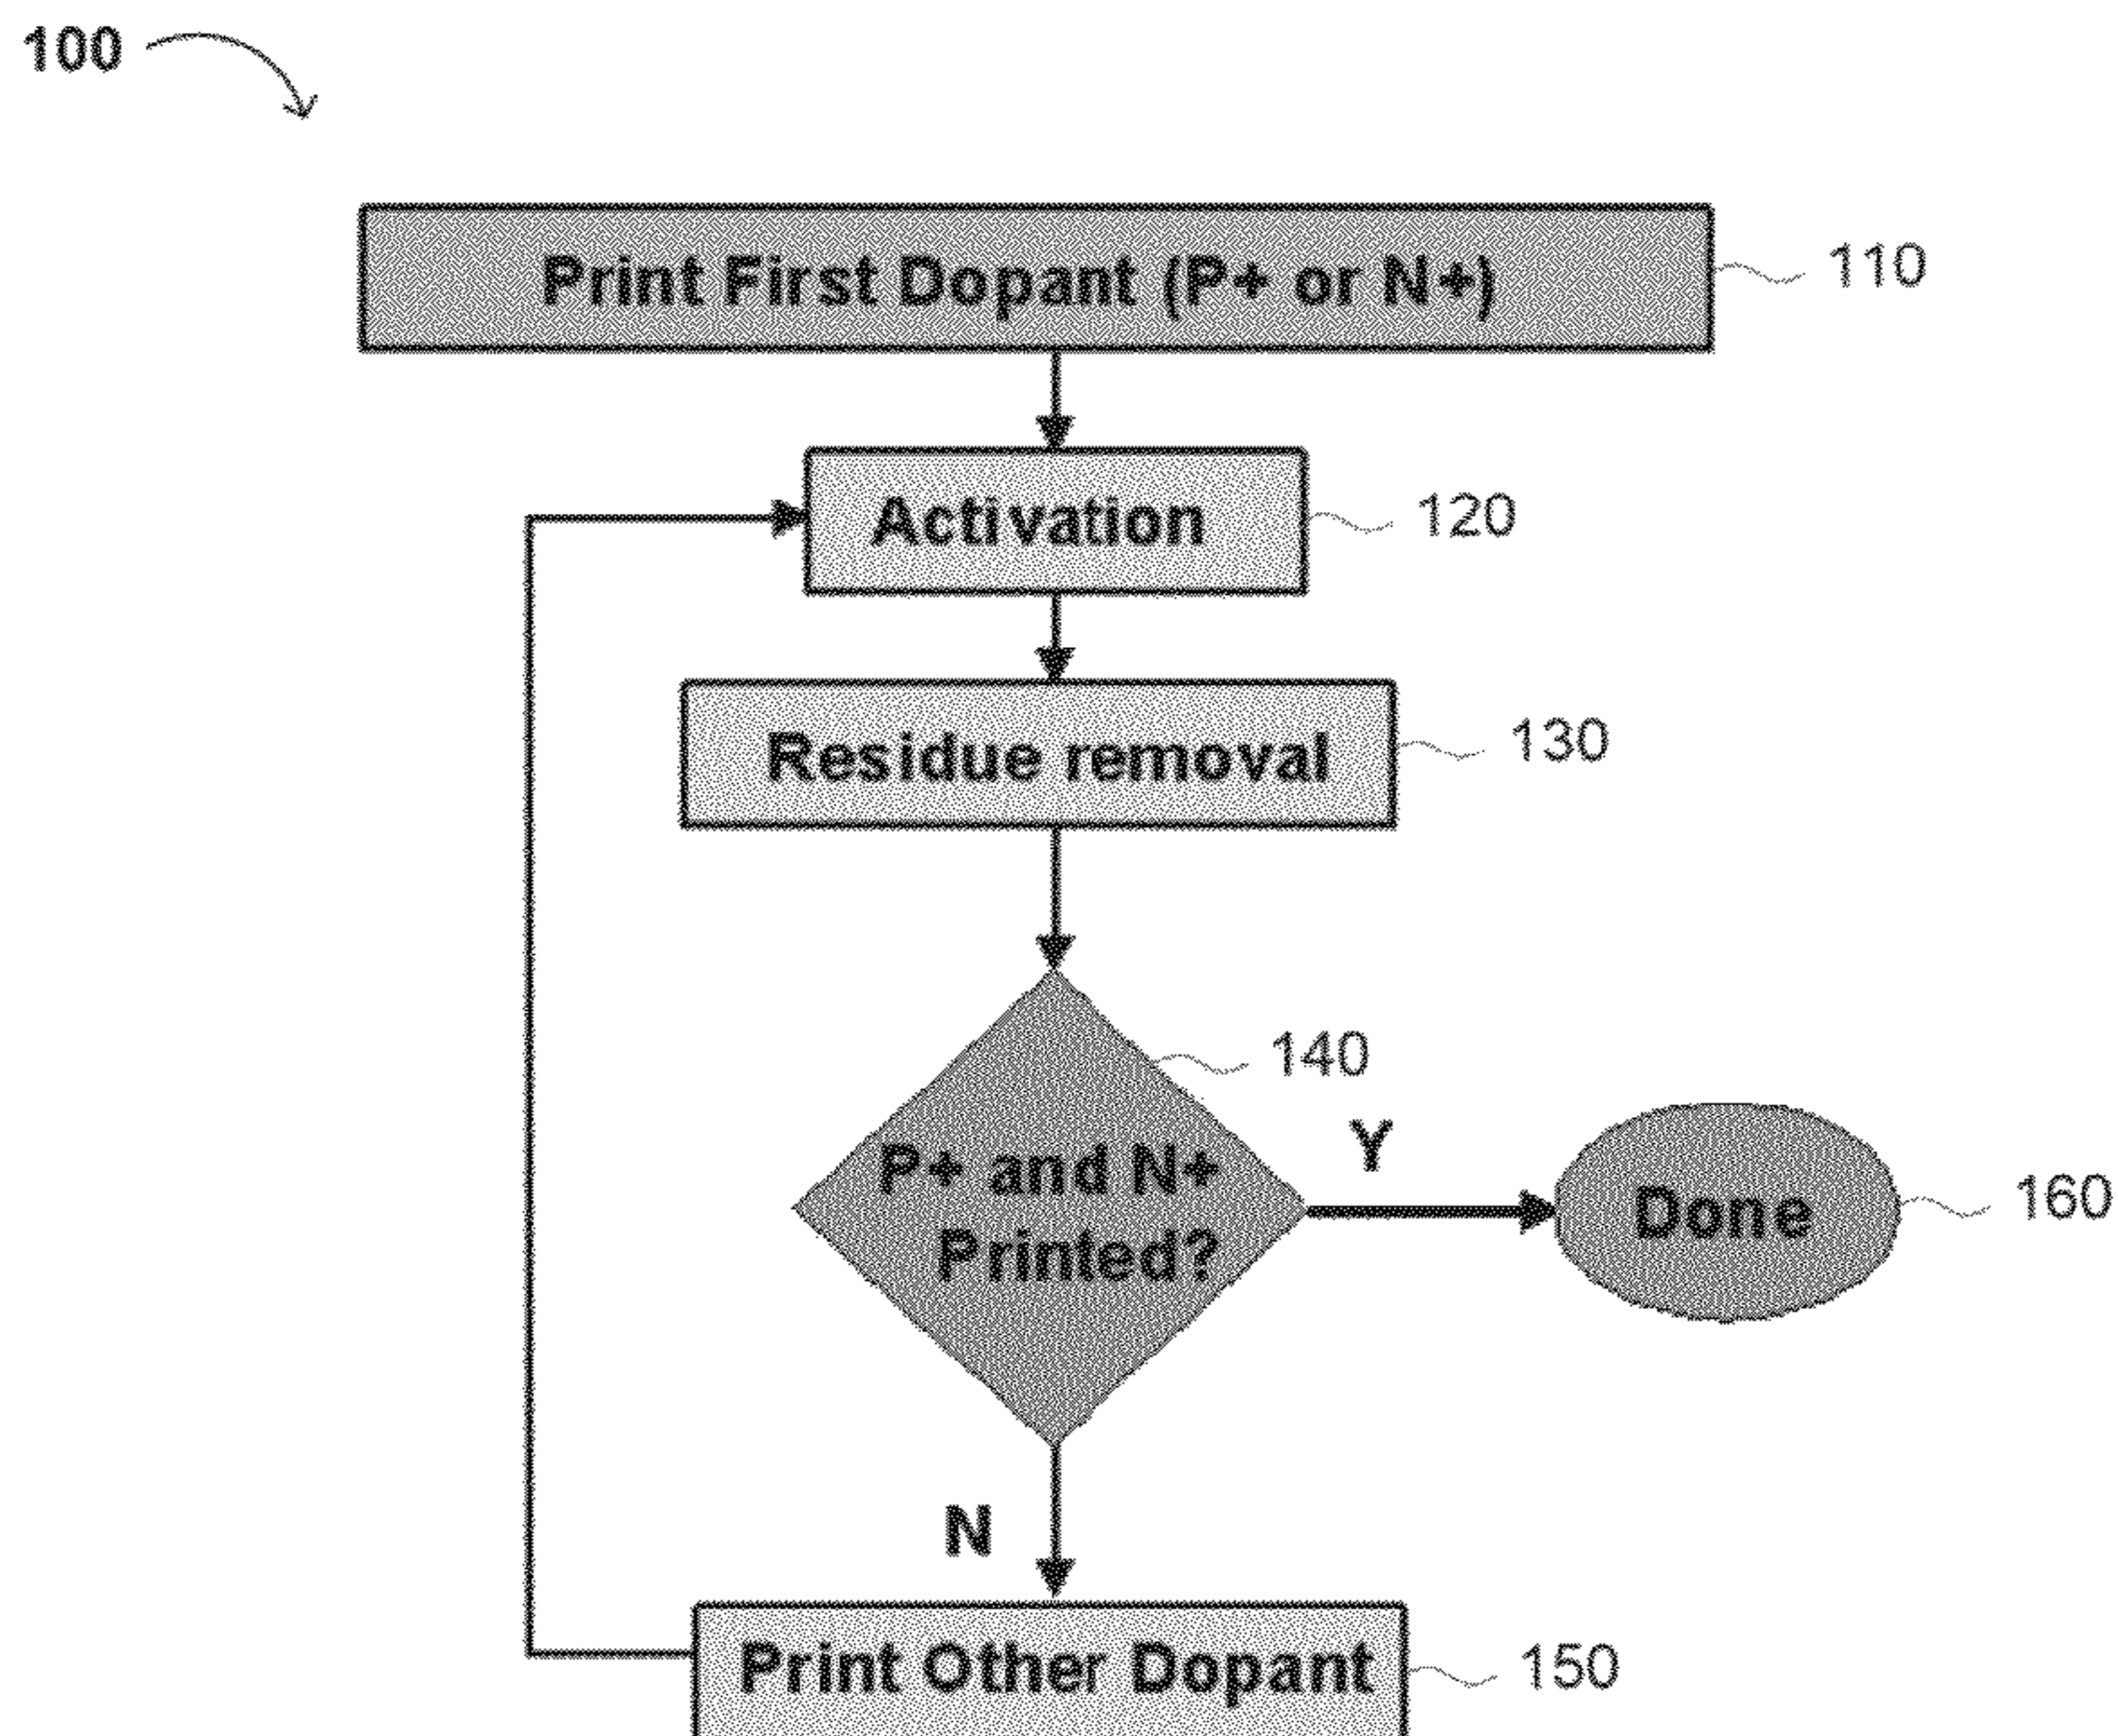 100
Print First Dopant (P+ or N+)
110
Activation
120
Residue removal
130
140
P+ and N+
Printed?
Y
Done
160
N
Print Other Dopant
150